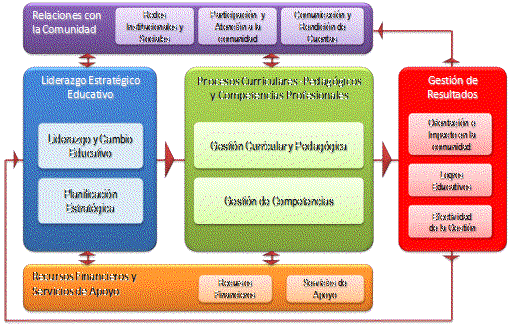 Relaciones con
la Comunidad
Redes
Institucionales y
Sociales
Participación y
Atención a la
comunidad
Comunicación y
Rendición de
Cuentas
Liderazgo Estratégico
Educativo
Liderazgo y Cambio
Educativo
Planificación
Estratégica
Procesos Curriculares- Pedagógicos
y Competencias Profesionales
Gestión Curricular y Pedagógica
Gestión de Competencias
Gestión de
Resultados
Orientación e
Impacto en la
comunidad
Logros
Educativos
Efectividad
de la Gestión
Recursos Financieros y
Servicios de Apoyo
Recursos
Financieros
Servicios de
Apoyo